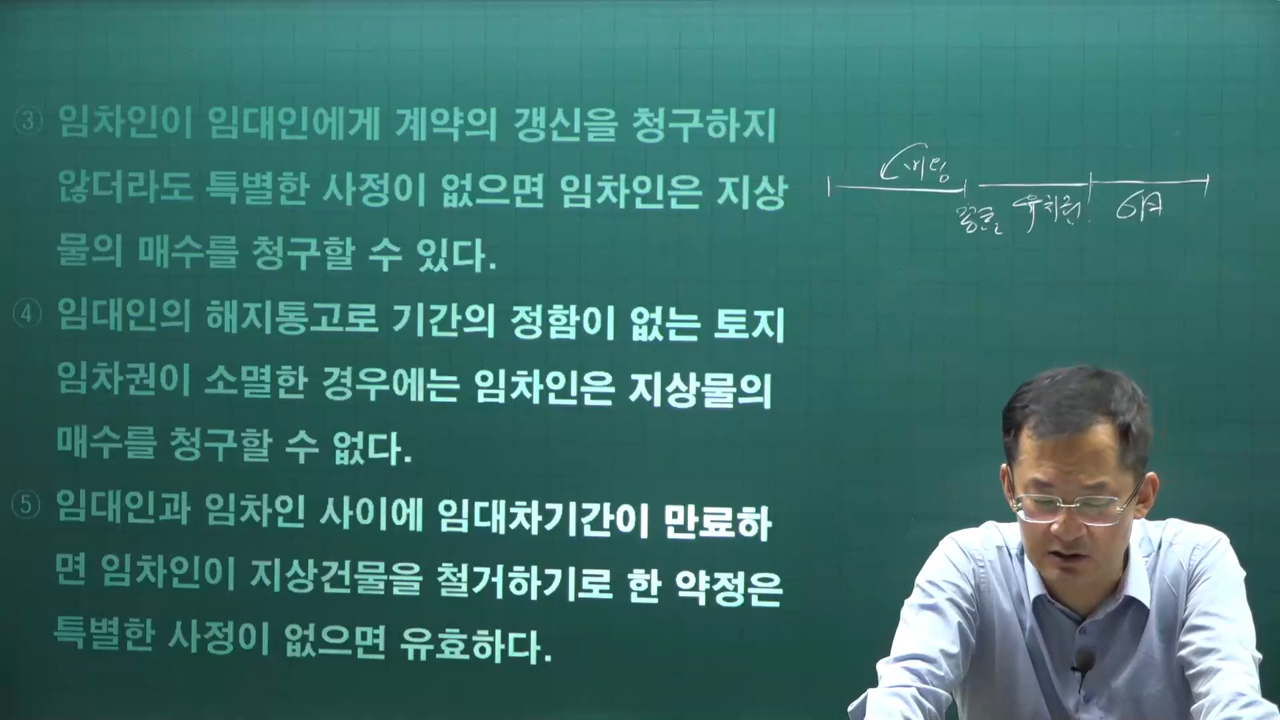 ③ 임차인이 임대인에게 계약의 갱신을 청구하지
않더라도 특별한 사정이 없으면 임차인은 지상
물의 매수를 청구할 수 있다.
④ 임대인의 해지통고로 기간의 정함이 없는 토지
임차권이 소멸한 경우에는 임차인은 지상물의
매수를 청구할 수 없다.
⑤ 임대인과 임차인 사이에 임대차기간이 만료하
면 임차인이 지상건물을 철거하기로 한 약정은
특별한 사정이 없으면 유효하다.
유치권
6月